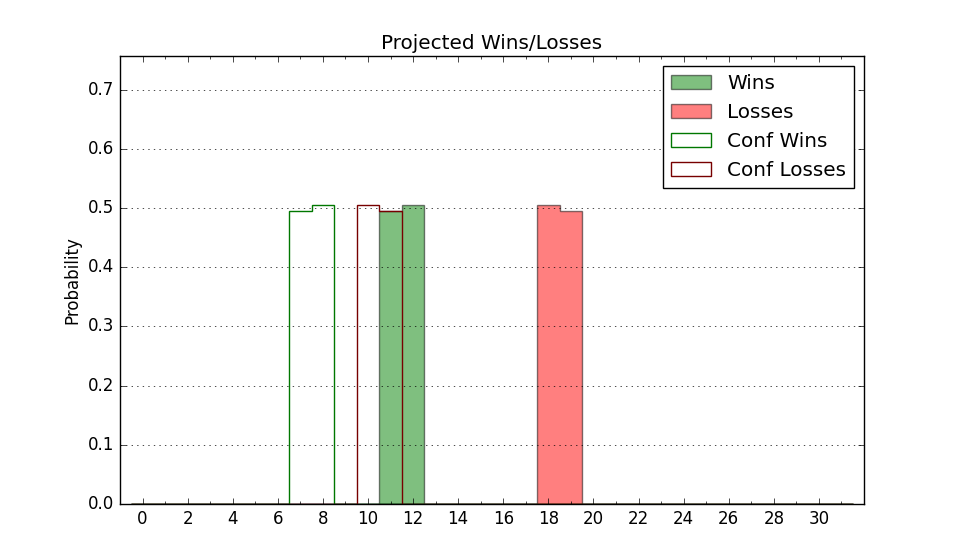 Projected Wins/Losses
Wins
Losses
Conf Wins
Conf Losses
Probability
0.7
0.6
0.5
0.4
0.3
0.2
0.1
0.0
0 2 4 6 8 10 12 14 16 18 20 22 24 26 28 30